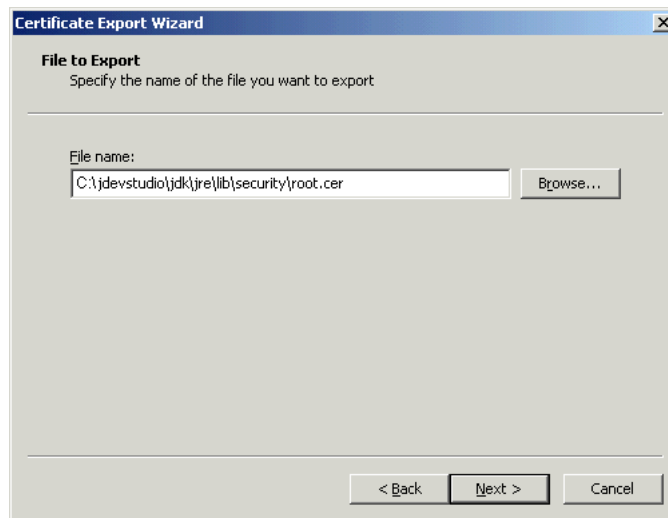 Certificate Export Wizard
File to Export
Specify the name of the file you want to export
File name:
C:\jdevstudio\jdk\jre\lib\security\root.cer
Browse...
< Back
Next >
Cancel